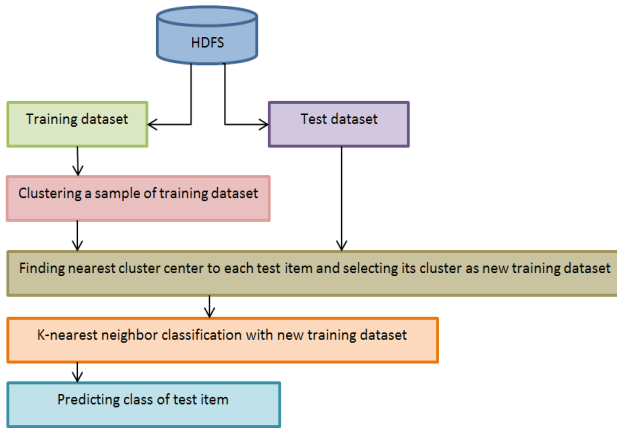 HDFS
Training dataset
Test dataset
Clustering a sample of training dataset
Finding nearest cluster center to each test item and selecting its cluster as new training dataset
K-nearest neighbor classification with new training dataset
Predicting class of test item